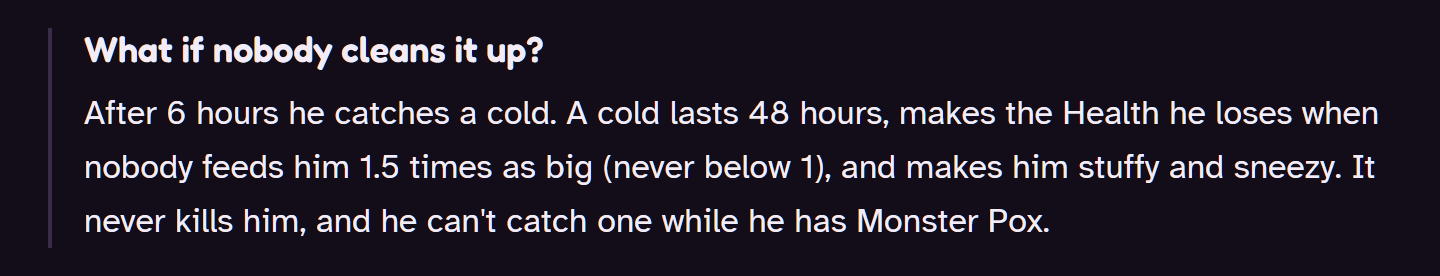 What if nobody cleans it up?
After 6 hours he catches a cold. A cold lasts 48 hours, makes the Health he loses when
nobody feeds him 1.5 times as big (never below 1), and makes him stuffy and sneezy. It
never kills him, and he can't catch one while he has Monster Pox.